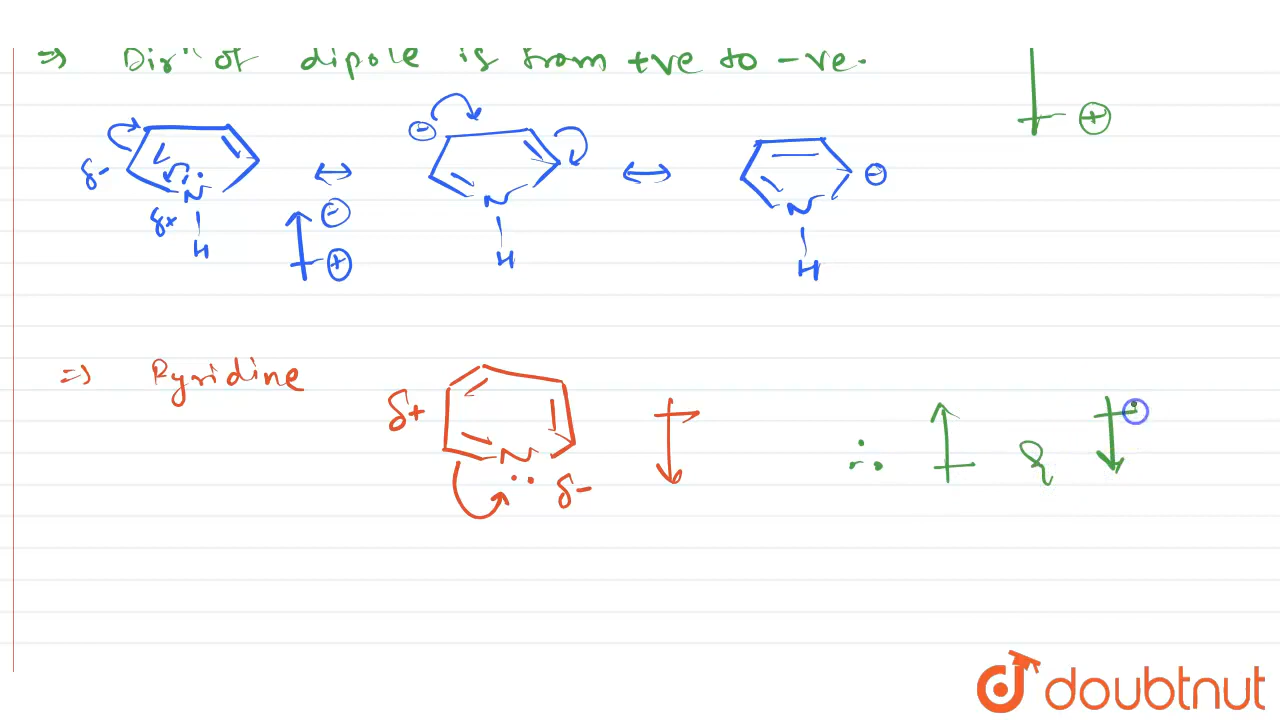 ⇒ Dirⁿ of dipole is from +ve to -ve.
⊕
δ- N δ+ H ↔ ⊖ N H ↔ N ⊖ H
⊖
⊕
⇒ Pyridine
δ+ N δ-
∴ &
doubtnut